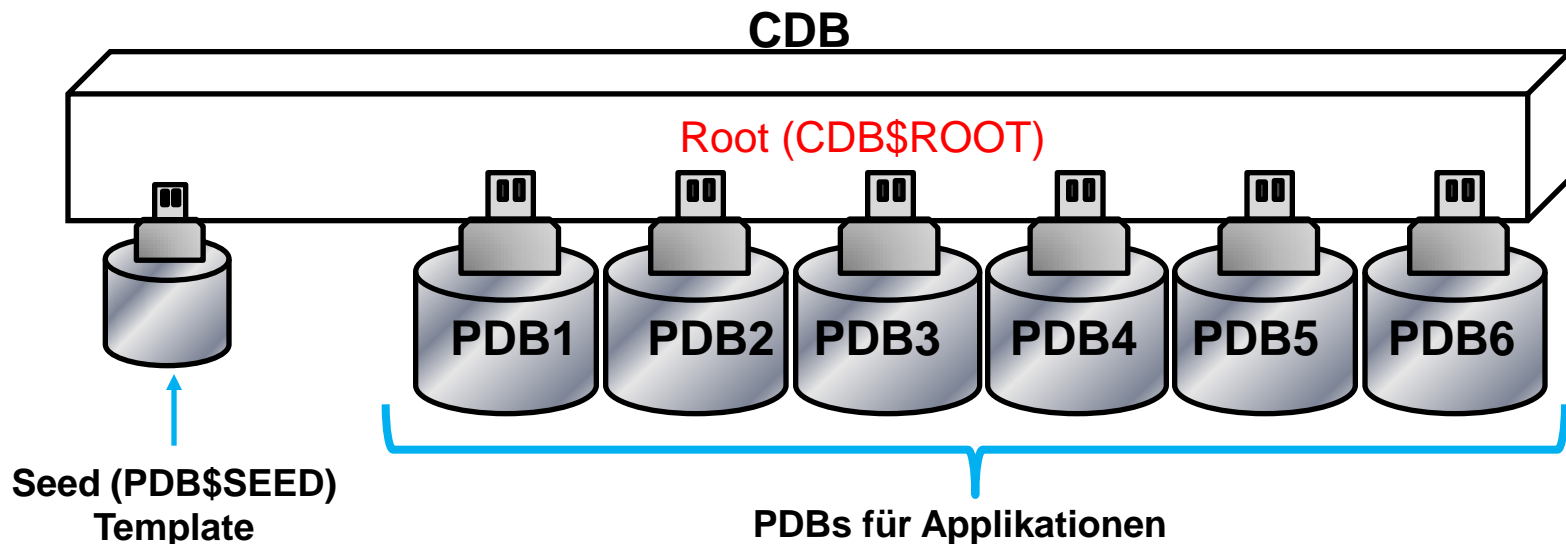 CDB
Root (CDB$ROOT)
PDB1
PDB2
PDB3
PDB4
PDB5
PDB6
Seed (PDB$SEED)
Template
PDBs für Applikationen